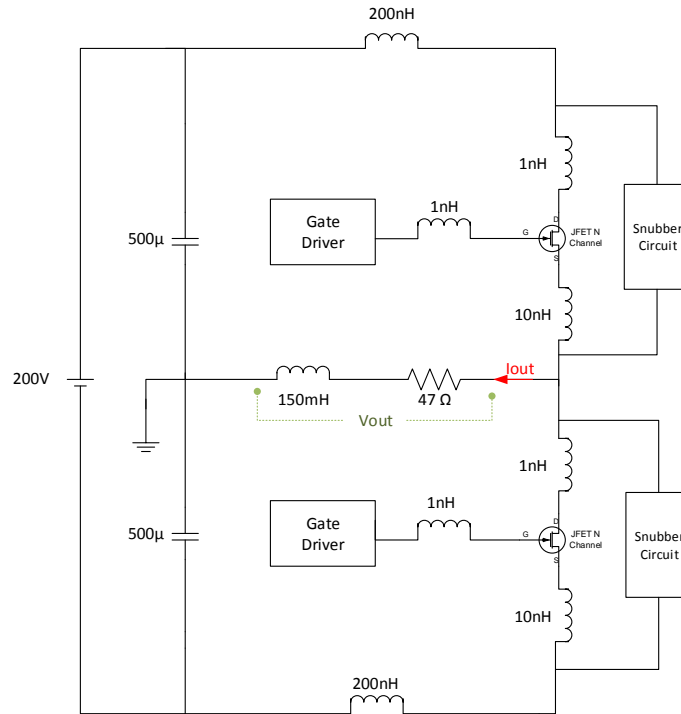 200nH
1nH
1nH
Gate
Driver
D
G
S
JFET N
Channel
Snubber
Circuit
500µ
10nH
200V
Iout
150mH
47 Ω
Vout
1nH
1nH
Gate
Driver
D
G
S
JFET N
Channel
Snubber
Circuit
500µ
10nH
200nH